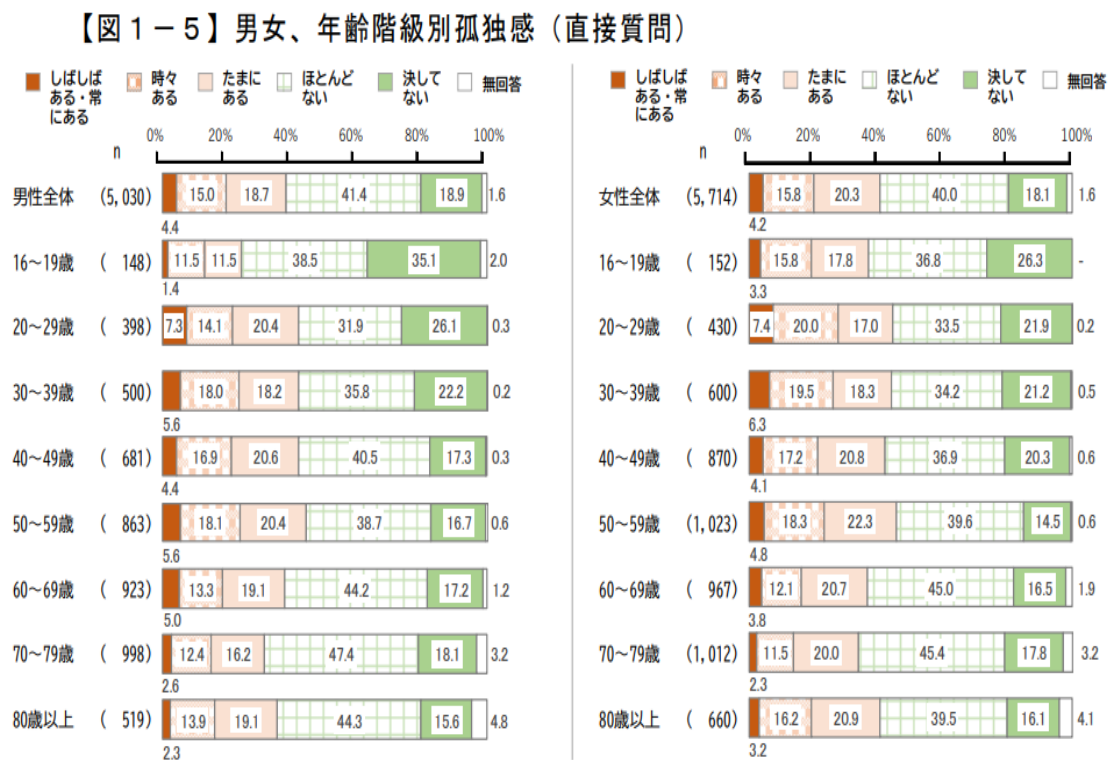 【図1－5】男女、年齢階級別孤独感（直接質問）
しばしばある・常にある 時々ある たまにある ほとんどない 決してない 無回答
0% 20% 40% 60% 80% 100%
n
男性全体 (5,030) 15.0 18.7 41.4 18.9 1.6
4.4
16～19歳 ( 148) 11.5 11.5 38.5 35.1 2.0
1.4
20～29歳 ( 398) 7.3 14.1 20.4 31.9 26.1 0.3
30～39歳 ( 500) 18.0 18.2 35.8 22.2 0.2
5.6
40～49歳 ( 681) 16.9 20.6 40.5 17.3 0.3
4.4
50～59歳 ( 863) 18.1 20.4 38.7 16.7 0.6
5.6
60～69歳 ( 923) 13.3 19.1 44.2 17.2 1.2
5.0
70～79歳 ( 998) 12.4 16.2 47.4 18.1 3.2
2.6
80歳以上 ( 519) 13.9 19.1 44.3 15.6 4.8
2.3
しばしばある・常にある 時々ある たまにある ほとんどない 決してない 無回答
0% 20% 40% 60% 80% 100%
n
女性全体 (5,714) 15.8 20.3 40.0 18.1 1.6
4.2
16～19歳 ( 152) 15.8 17.8 36.8 26.3 -
3.3
20～29歳 ( 430) 7.4 20.0 17.0 33.5 21.9 0.2
30～39歳 ( 600) 19.5 18.3 34.2 21.2 0.5
6.3
40～49歳 ( 870) 17.2 20.8 36.9 20.3 0.6
4.1
50～59歳 (1,023) 18.3 22.3 39.6 14.5 0.6
4.8
60～69歳 ( 967) 12.1 20.7 45.0 16.5 1.9
3.8
70～79歳 (1,012) 11.5 20.0 45.4 17.8 3.2
2.3
80歳以上 ( 660) 16.2 20.9 39.5 16.1 4.1
3.2